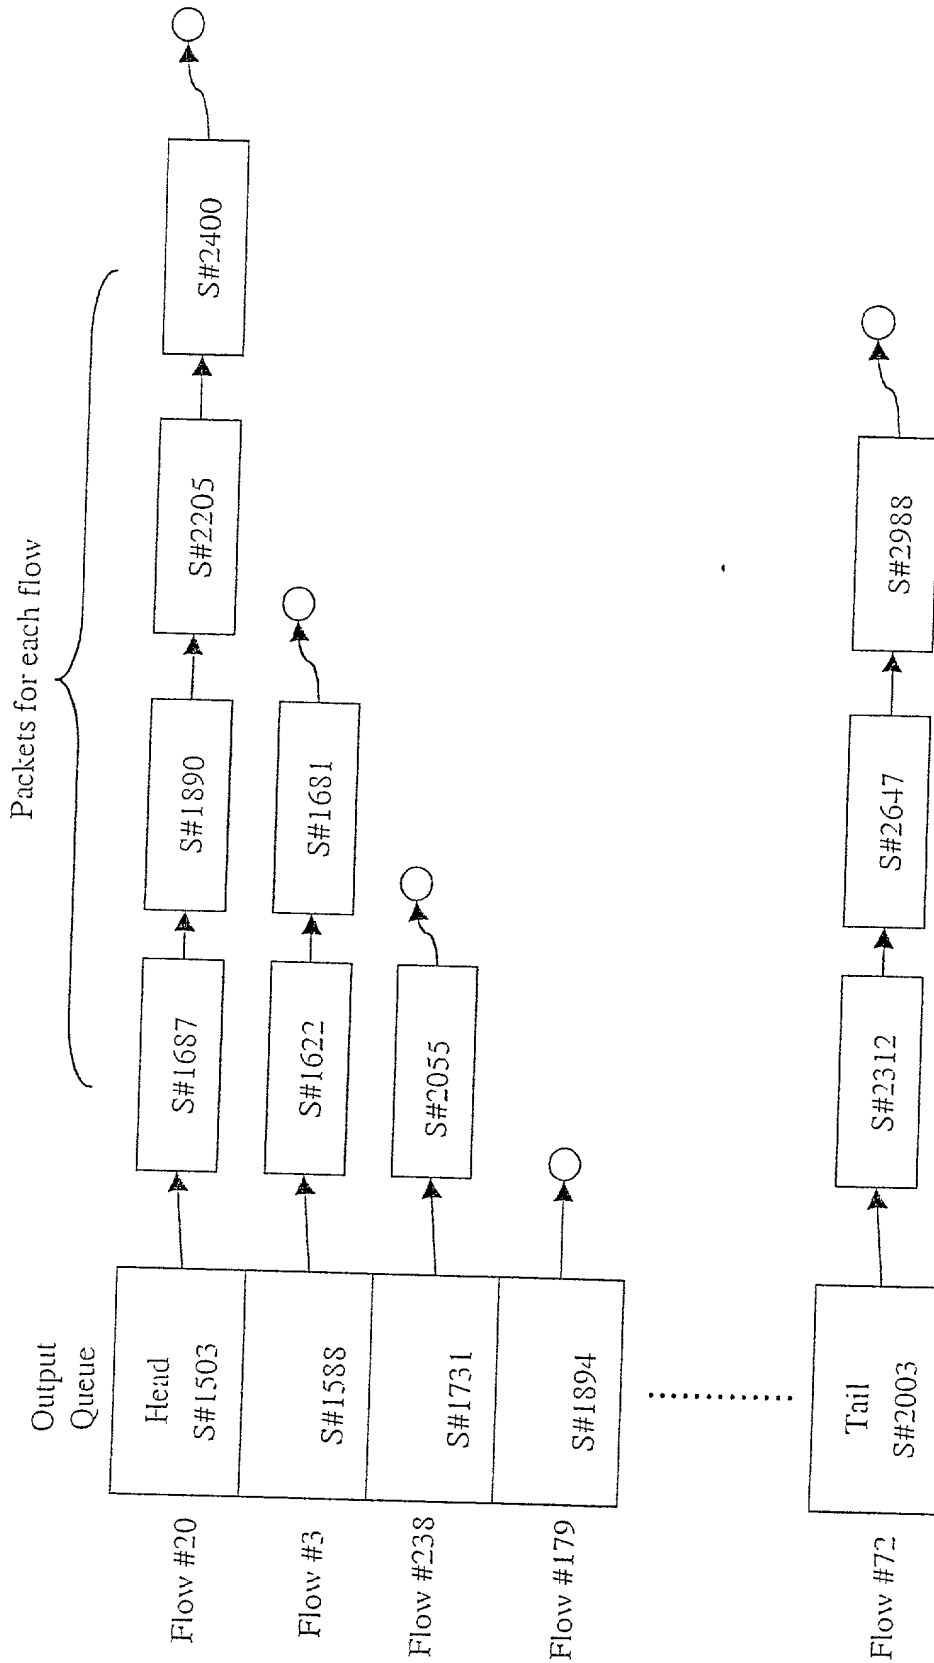 Packets for each flow
Output
Queue
Flow #20
Head
S#1503
S#1687
S#1890
S#2205
S#2400
Flow #3
S#1588
S#1622
S#1681
Flow #238
S#1731
S#2055
Flow #179
S#1894
Flow #72
Tail
S#2003
S#2312
S#2647
S#2988